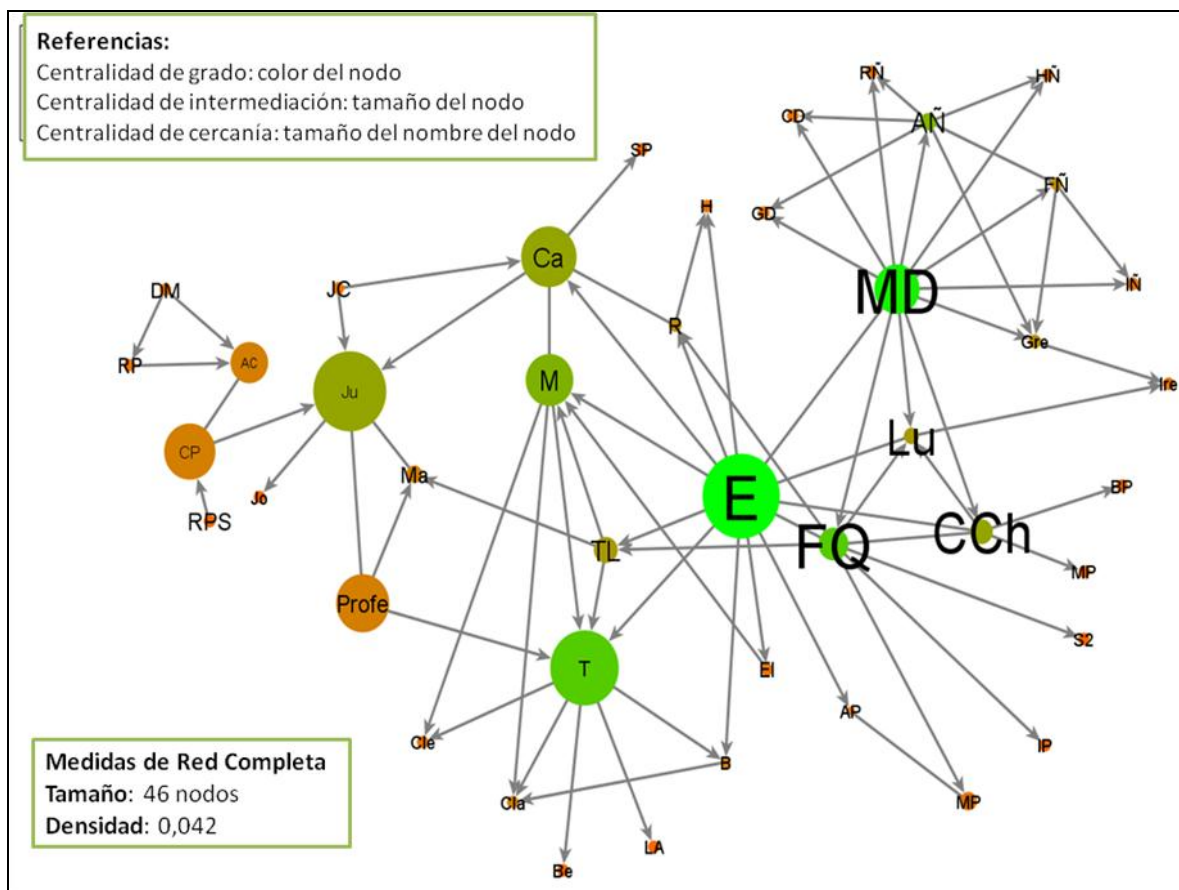 Referencias:
Centralidad de grado: color del nodo
Centralidad de intermediación: tamaño del nodo
Centralidad de cercanía: tamaño del nombre del nodo
RÑ
HÑ
CD
AÑ
SP
FÑ
H
GD
Ca
MD
IÑ
DM
JC
R
Gre
RP
AC
M
Ire
Ju
Lu
CP
Ma
E
BP
Jo
RPS
FQ
CCh
TL
MP
Profe
S2
T
El
AP
Cle
IP
B
Cla
MP
LA
Be
Medidas de Red Completa
Tamaño: 46 nodos
Densidad: 0,042